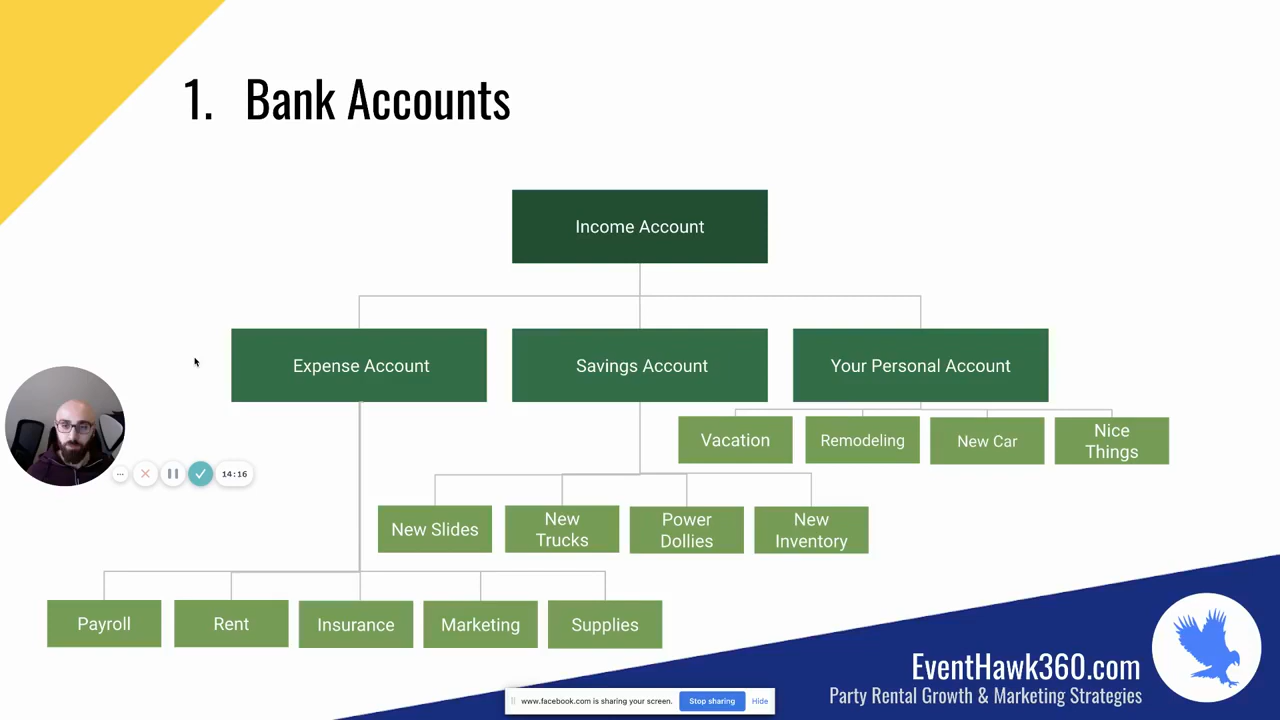 1. Bank Accounts
Income Account
Expense Account
Savings Account
Your Personal Account
Vacation
Remodeling
New Car
Nice
Things
14:16
New Slides
New
Trucks
Power
Dollies
New
Inventory
Payroll
Rent
Insurance
Marketing
Supplies
EventHawk360.com
Party Rental Growth & Marketing Strategies
www.facebook.com is sharing your screen.
Stop sharing
Hide